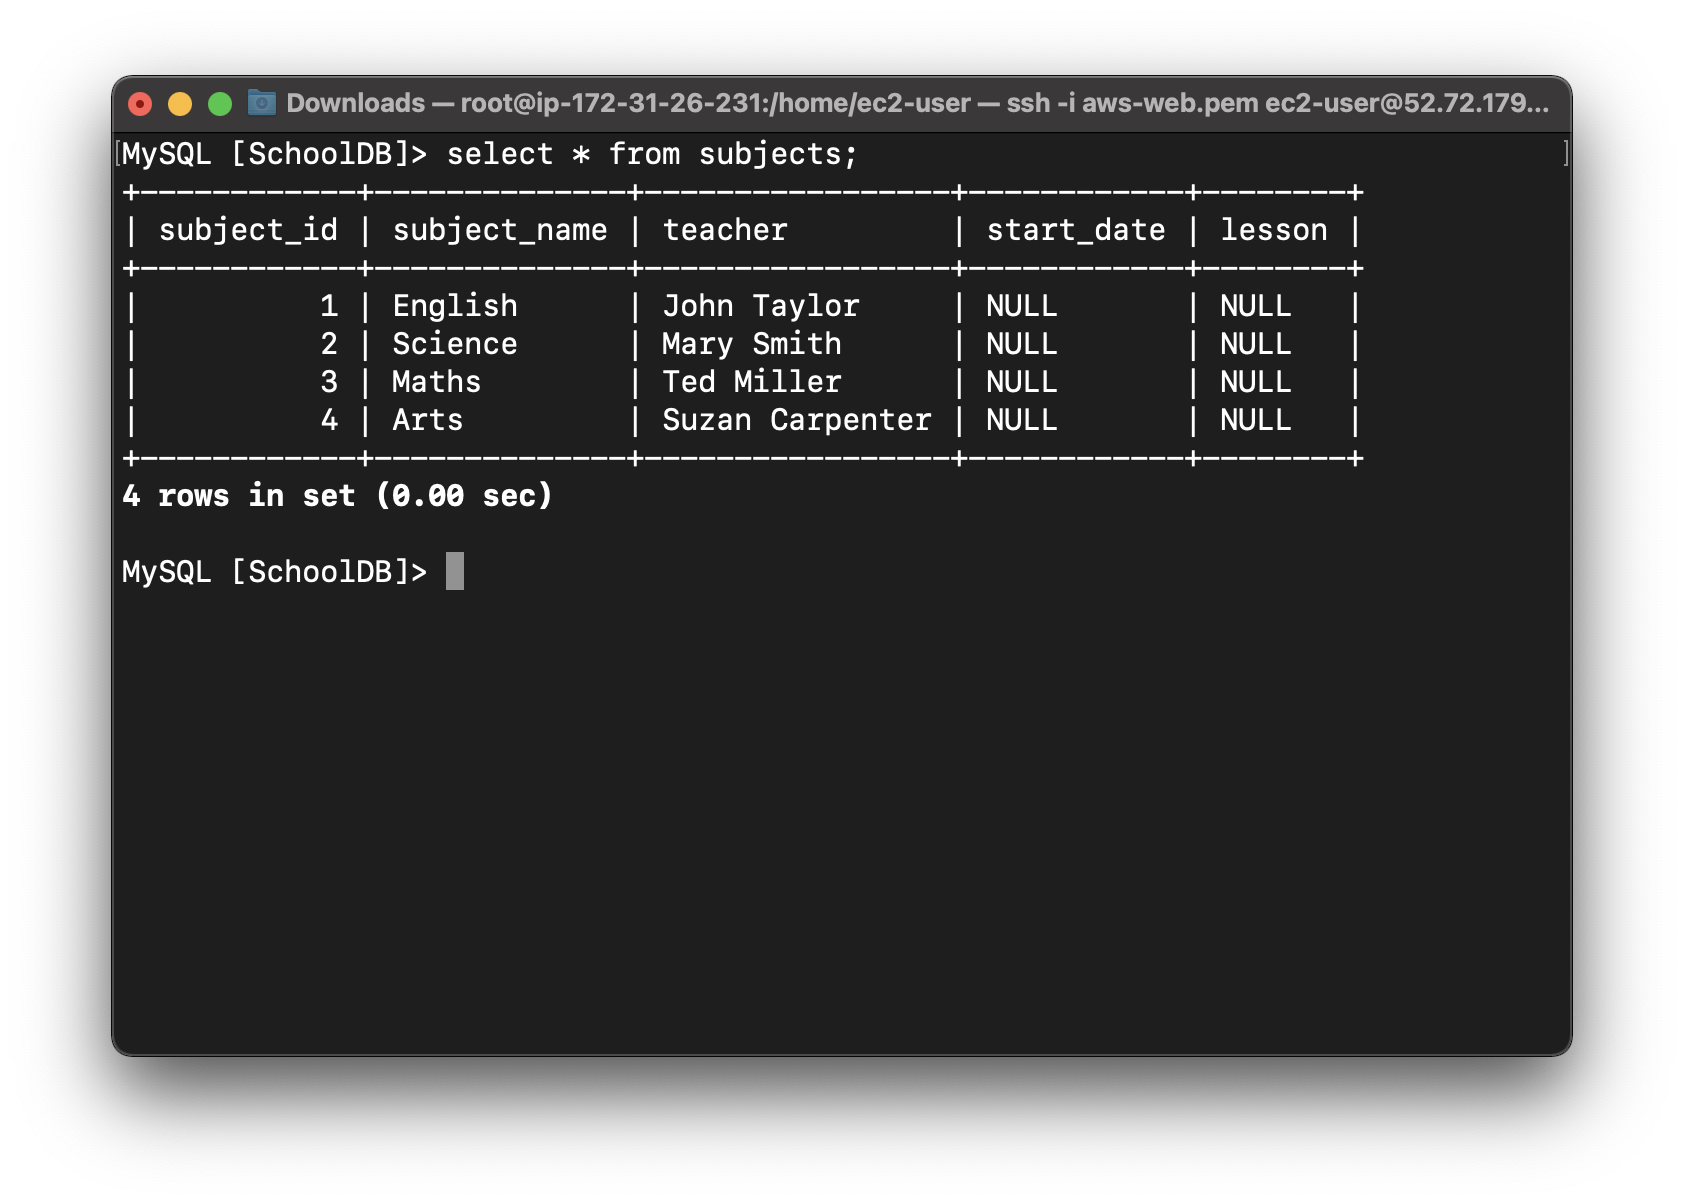 Downloads — root@ip-172-31-26-231:/home/ec2-user — ssh -i aws-web.pem ec2-user@52.72.179...
MySQL [SchoolDB]> select * from subjects;
+------------+--------------+-----------------+------------+--------+
| subject_id | subject_name | teacher         | start_date | lesson |
+------------+--------------+-----------------+------------+--------+
|          1 | English      | John Taylor     | NULL       | NULL   |
|          2 | Science      | Mary Smith      | NULL       | NULL   |
|          3 | Maths        | Ted Miller      | NULL       | NULL   |
|          4 | Arts         | Suzan Carpenter | NULL       | NULL   |
+------------+--------------+-----------------+------------+--------+
4 rows in set (0.00 sec)
MySQL [SchoolDB]>